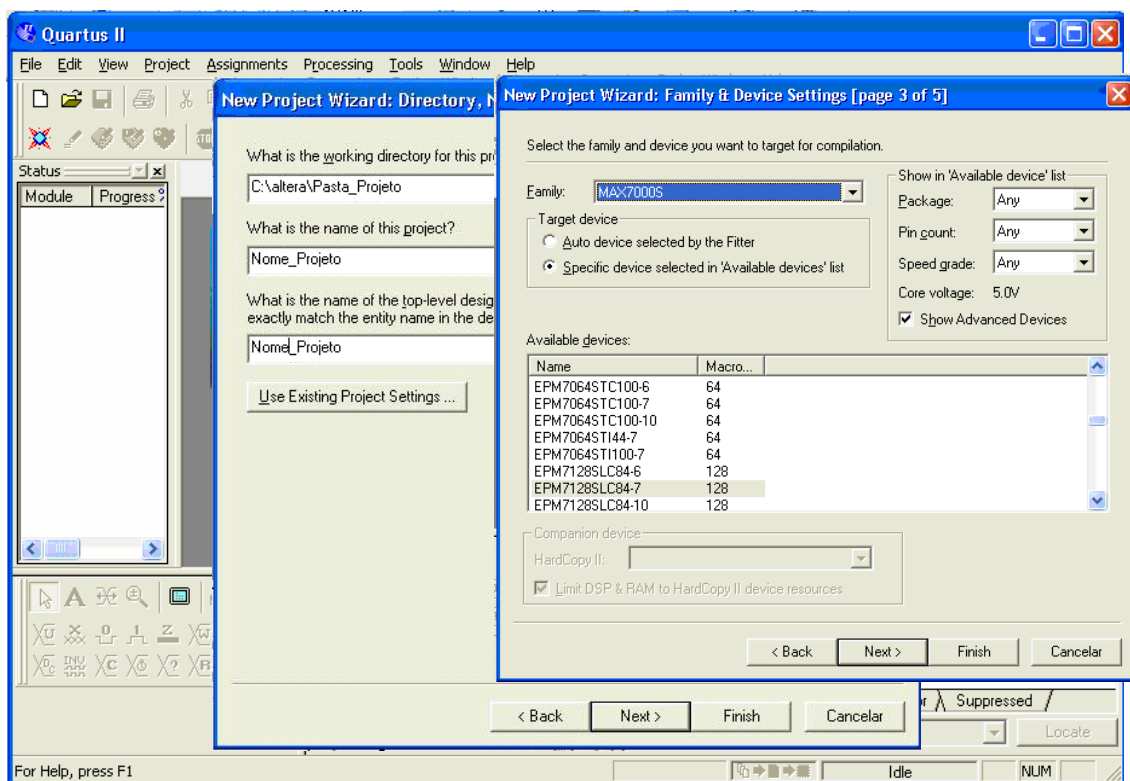 Quartus II
File Edit View Project Assignments Processing Tools Window Help
Status
Module Progress %
New Project Wizard: Directory, N
What is the working directory for this pr
C:\altera\Pasta_Projeto
What is the name of this project?
Nome_Projeto
What is the name of the top-level desig
exactly match the entity name in the de
Nome_Projeto
Use Existing Project Settings ...
< Back Next > Finish Cancelar
New Project Wizard: Family & Device Settings [page 3 of 5]
Select the family and device you want to target for compilation.
Family: MAX7000S
Target device
Auto device selected by the Fitter
Specific device selected in 'Available devices' list
Show in 'Available device' list
Package: Any
Pin count: Any
Speed grade: Any
Core voltage: 5.0V
Show Advanced Devices
Available devices:
Name Macro...
EPM7064STC100-6 64
EPM7064STC100-7 64
EPM7064STC100-10 64
EPM7064STI44-7 64
EPM7064STI100-7 64
EPM7128SLC84-6 128
EPM7128SLC84-7 128
EPM7128SLC84-10 128
Companion device
HardCopy II:
Limit DSP & RAM to HardCopy II device resources
< Back Next > Finish Cancelar
Suppressed
Locate
For Help, press F1
Idle NUM